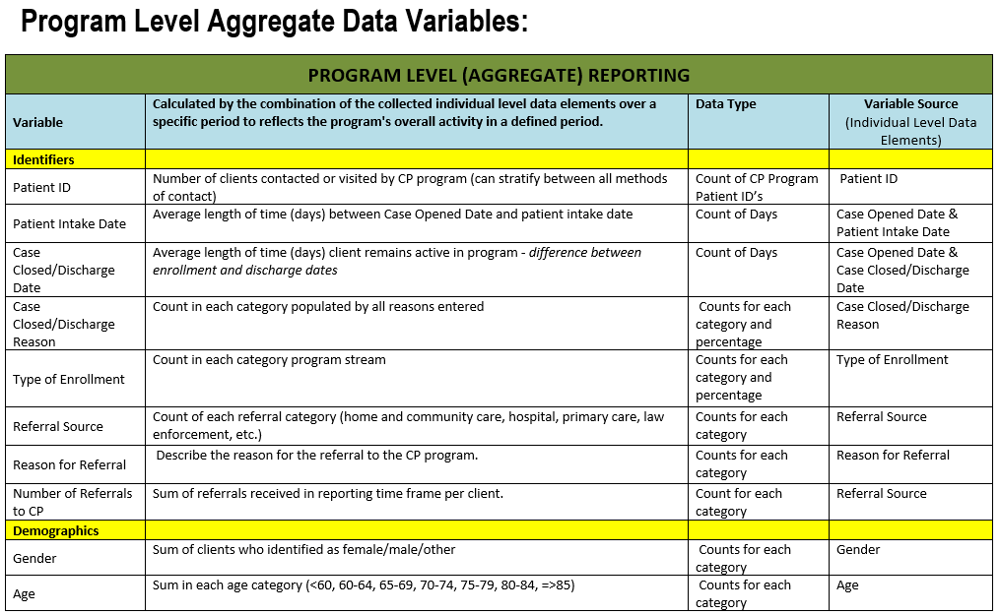 Program Level Aggregate Data Variables:
PROGRAM LEVEL (AGGREGATE) REPORTING
Variable
Calculated by the combination of the collected individual level data elements over a
specific period to reflects the program's overall activity in a defined period.
Data Type
Variable Source
(Individual Level Data
Elements)
Identifiers
Patient ID
Number of clients contacted or visited by CP program (can stratify between all methods
of contact)
Count of CP Program
Patient ID’s
Patient ID
Patient Intake Date
Average length of time (days) between Case Opened Date and patient intake date
Count of Days
Case Opened Date &
Patient Intake Date
Case
Closed/Discharge
Date
Average length of time (days) client remains active in program - difference between
enrollment and discharge dates
Count of Days
Case Opened Date &
Case Closed/Discharge
Date
Case
Closed/Discharge
Reason
Count in each category populated by all reasons entered
Counts for each
category and
percentage
Case Closed/Discharge
Reason
Type of Enrollment
Count in each category program stream
Counts for each
category and
percentage
Type of Enrollment
Referral Source
Count of each referral category (home and community care, hospital, primary care, law
enforcement, etc.)
Counts for each
category
Referral Source
Reason for Referral
Describe the reason for the referral to the CP program.
Counts for each
category
Reason for Referral
Number of Referrals
to CP
Sum of referrals received in reporting time frame per client.
Count for each
category
Referral Source
Demographics
Gender
Sum of clients who identified as female/male/other
Counts for each
category
Gender
Age
Sum in each age category (<60, 60-64, 65-69, 70-74, 75-79, 80-84, =>85)
Counts for each
category
Age